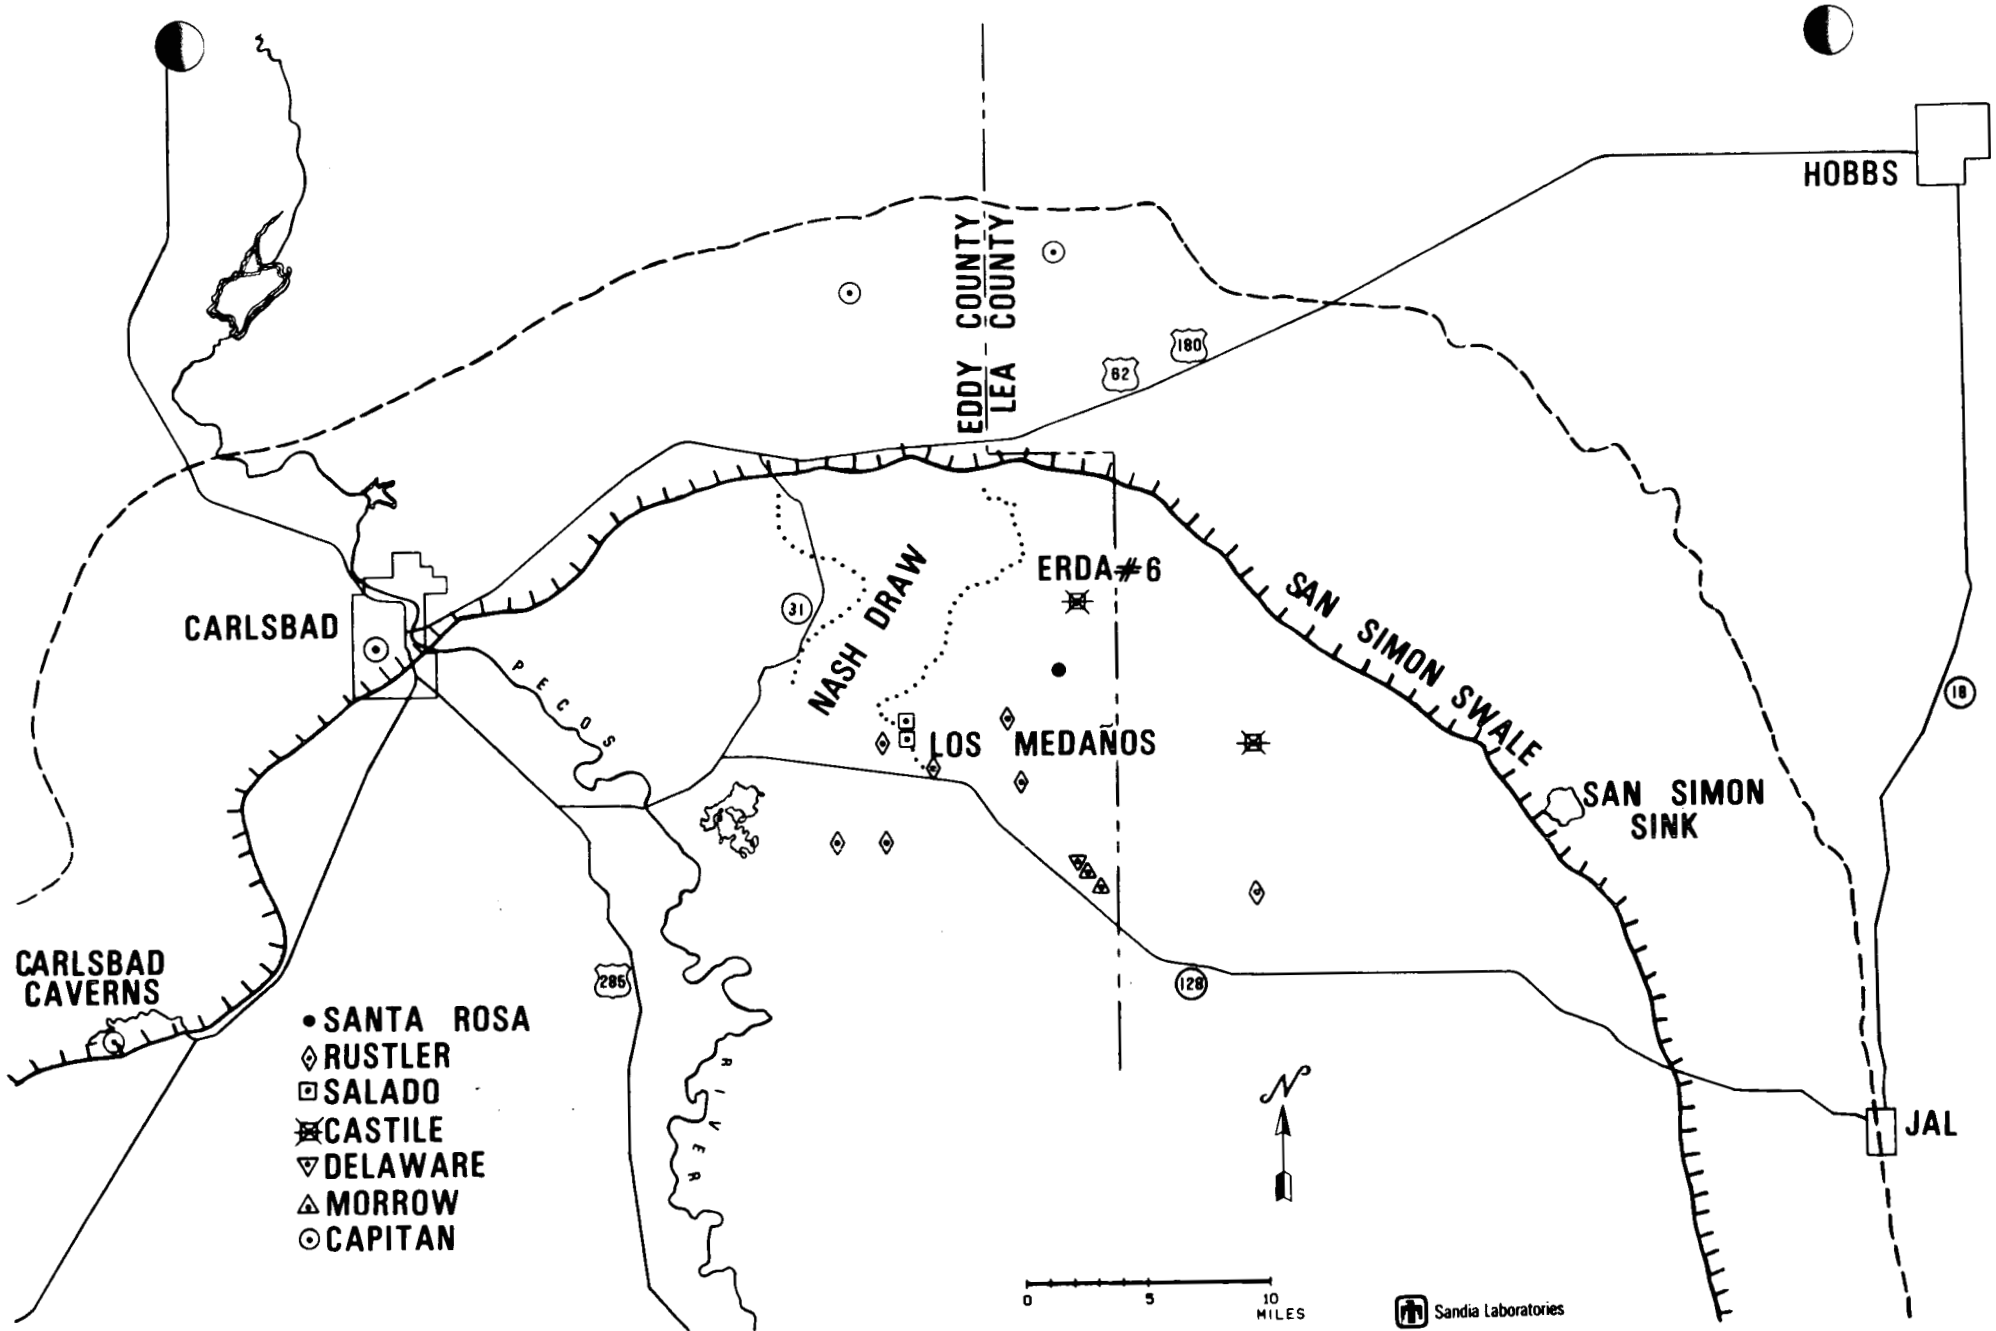 HOBBS
EDDY COUNTY
LEA COUNTY
180
62
ERDA#6
SAN SIMON SWALE
NASH DRAW
31
CARLSBAD
PECOS
18
LOS MEDAÑOS
SAN SIMON
SINK
CARLSBAD
CAVERNS
285
128
SANTA ROSA
RUSTLER
SALADO
CASTILE
DELAWARE
MORROW
CAPITAN
RIVER
N
JAL
0 5 10
MILES
Sandia Laboratories